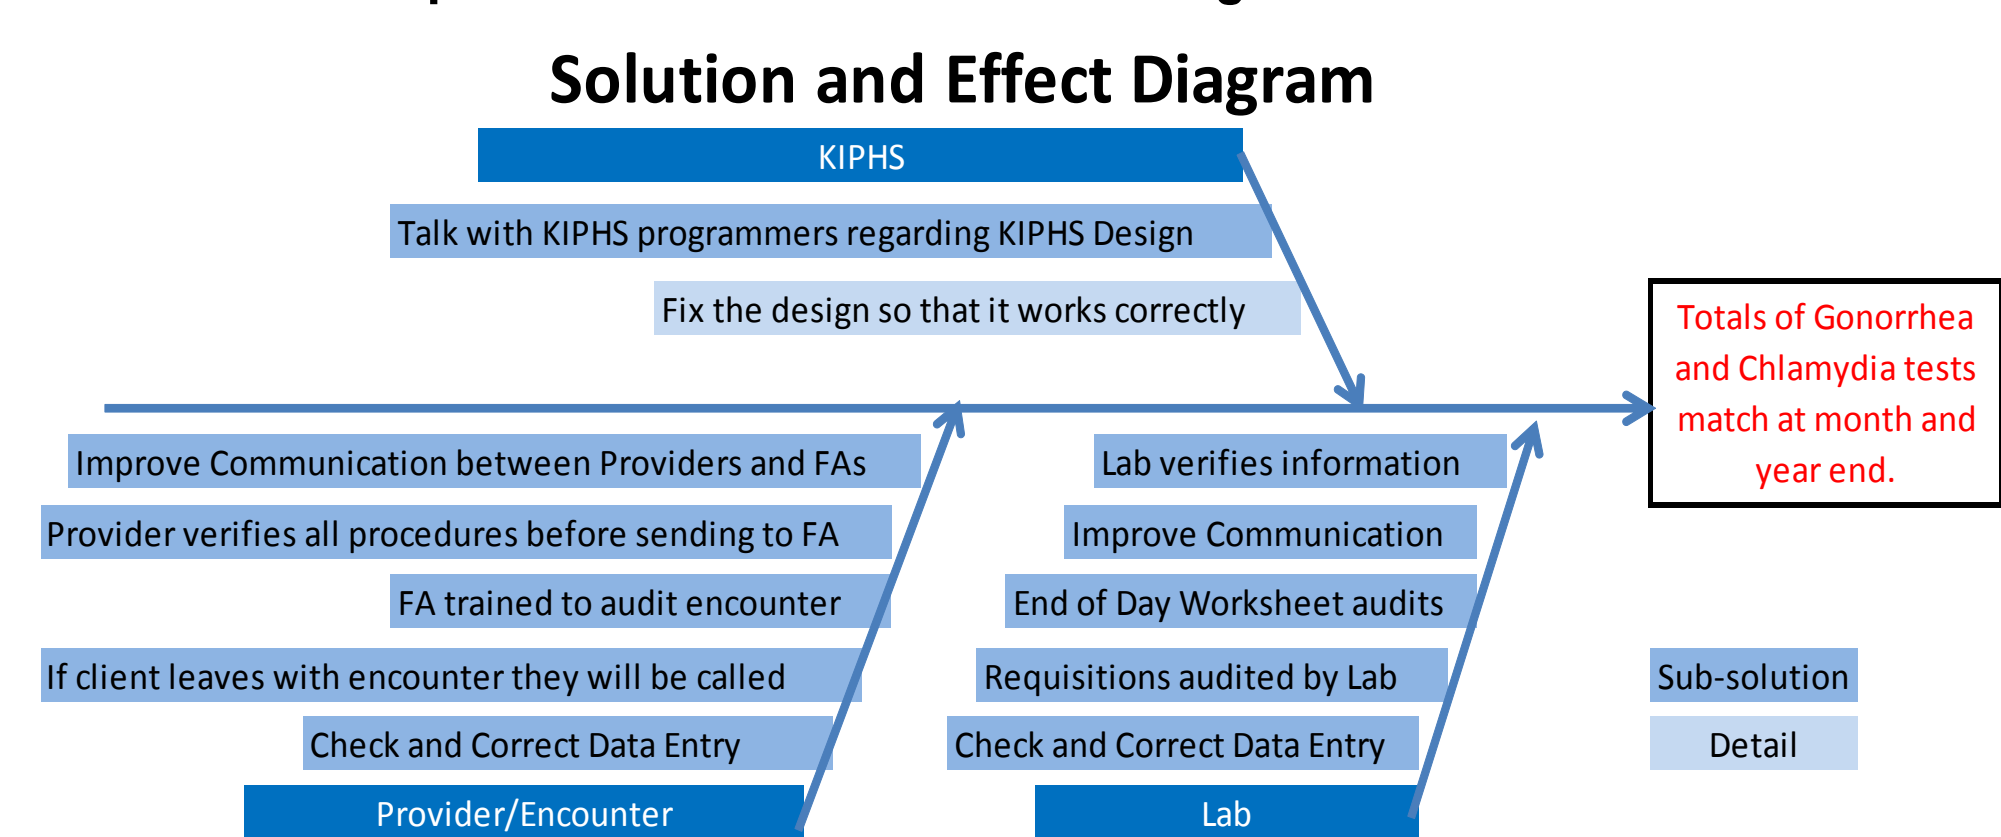 Solution and Effect Diagram
KIPHS
Talk with KIPHS programmers regarding KIPHS Design
Fix the design so that it works correctly
Totals of Gonorrhea
and Chlamydia tests
match at month and
year end.
Improve Communication between Providers and FAs
Provider verifies all procedures before sending to FA
FA trained to audit encounter
If client leaves with encounter they will be called
Check and Correct Data Entry
Provider/Encounter
Lab verifies information
Improve Communication
End of Day Worksheet audits
Requisitions audited by Lab
Check and Correct Data Entry
Lab
Sub-solution
Detail